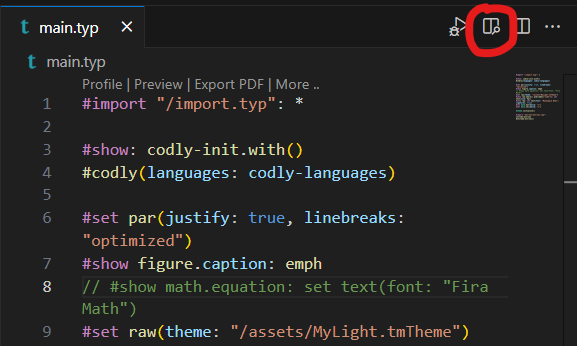 t main.typ
t main.typ
Profile | Preview | Export PDF | More ..
1 #import "/import.typ": *
2
3 #show: codly-init.with()
4 #codly(languages: codly-languages)
5
6 #set par(justify: true, linebreaks:
"optimized")
7 #show figure.caption: emph
8 // #show math.equation: set text(font: "Fira
Math")
9 #set raw(theme: "/assets/MyLight.tmTheme")